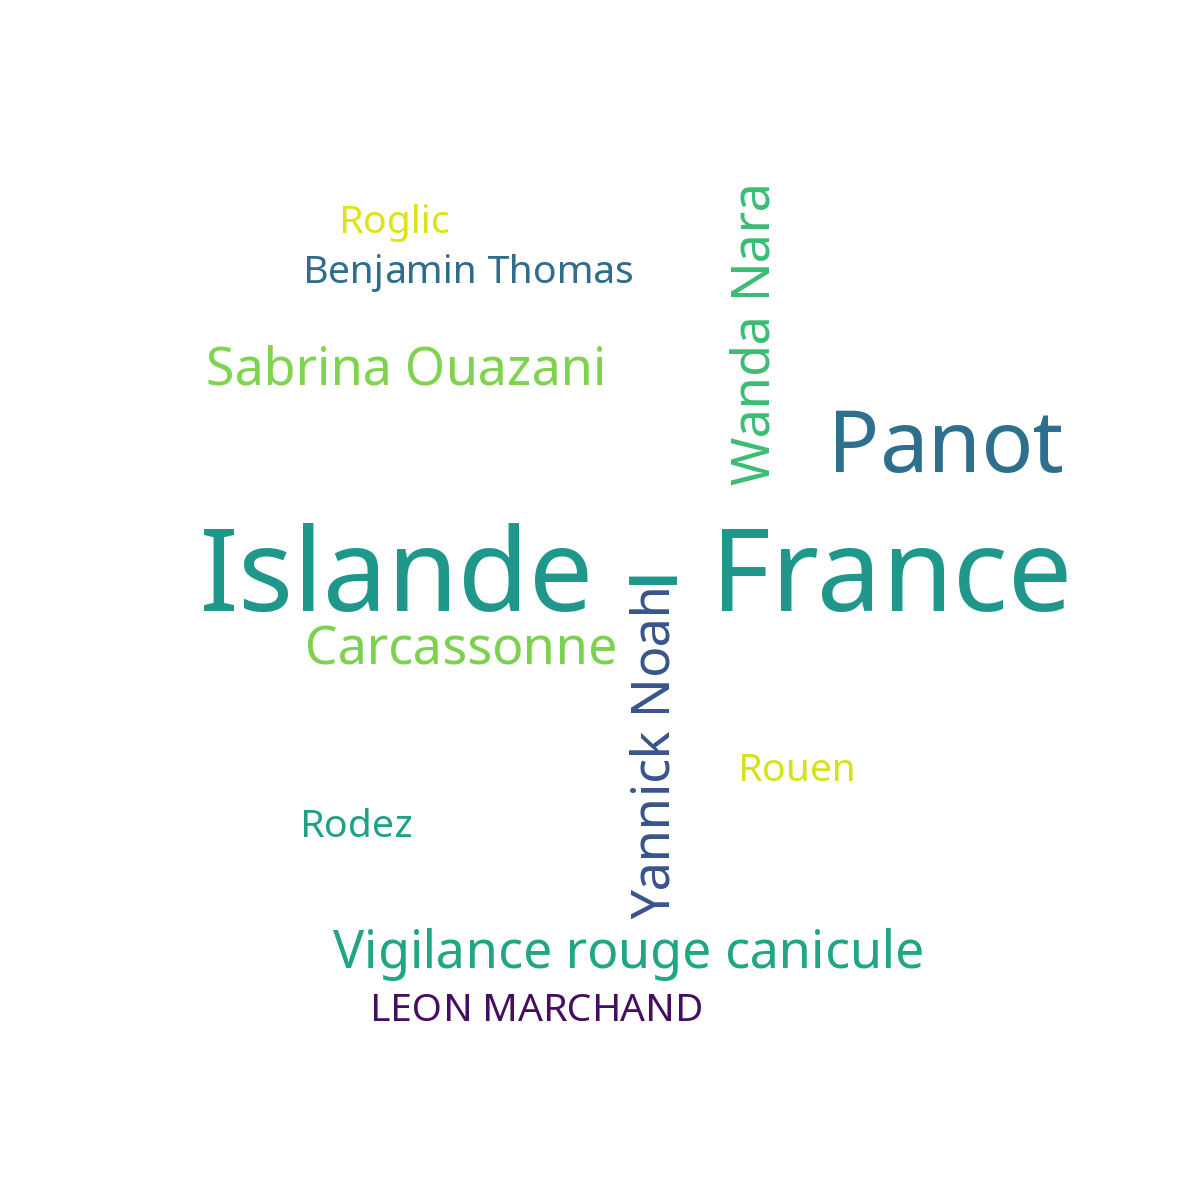 Roglic
Benjamin Thomas
Wanda Nara
Sabrina Ouazani
Panot
Islande | France
Carcassonne
Yannick Noah
Rouen
Rodez
Vigilance rouge canicule
LEON MARCHAND